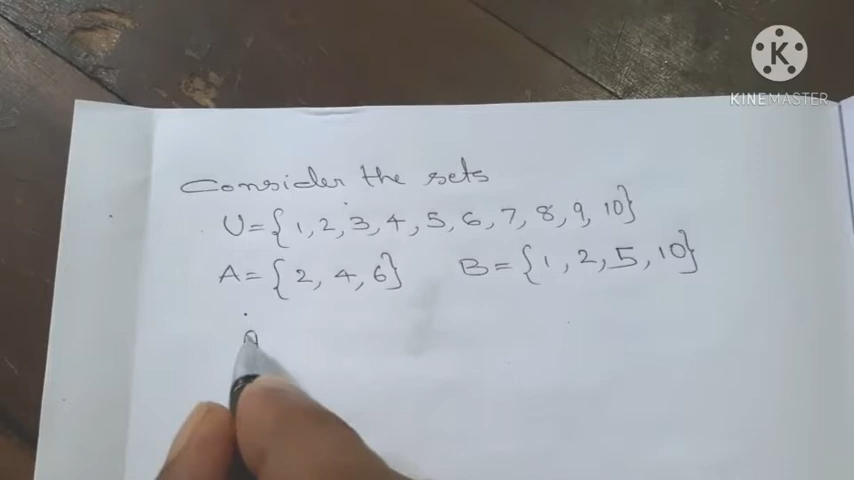 K
KINEMASTER
Consider the sets
U={1,2,3,4,5,6,7,8,9,10}
A={2,4,6} B={1,2,5,10}